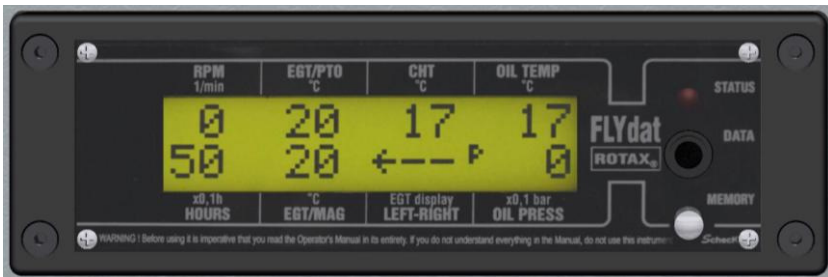 RPM EGT/PTO CHT OIL TEMP
1/min °C °C °C STATUS
0 20 17 17 FLYdat DATA
50 20 ←-- P 0 ROTAX®
x0,1h °C EGT display x0,1 bar MEMORY
HOURS EGT/MAG LEFT-RIGHT OIL PRESS
WARNING ! Before using it is imperative that you read the Operator's Manual in its entirety. If you do not understand everything in the Manual, do not use this instrum